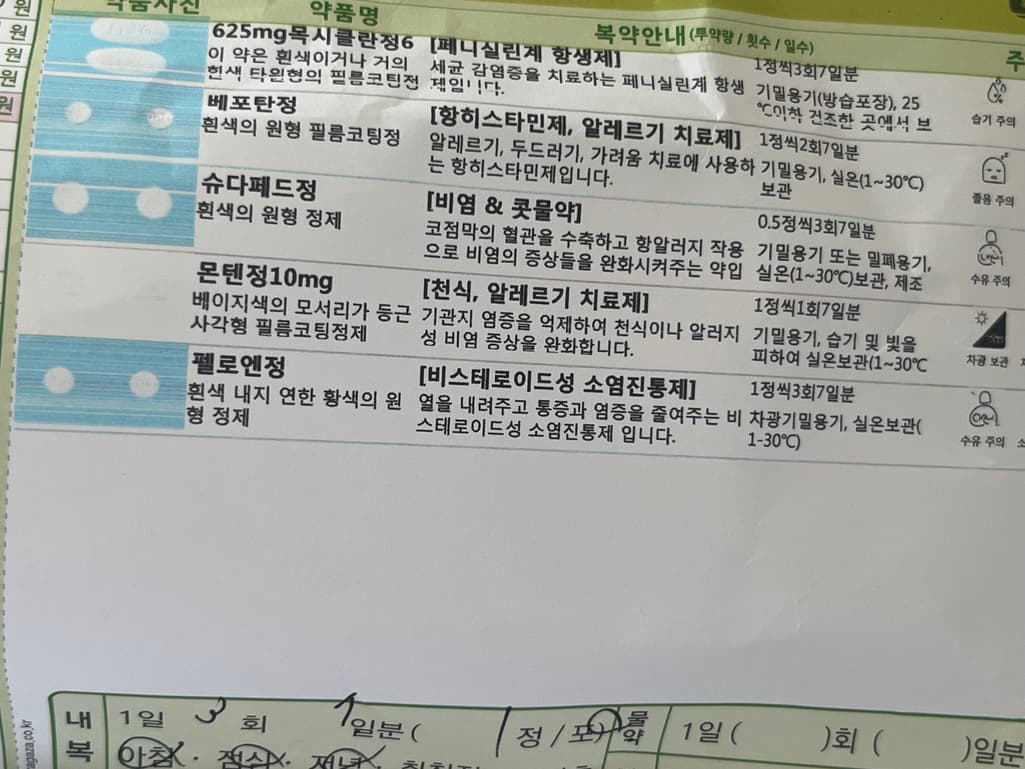 원
원
원
원
원
약품사진 약품명 복약안내(투약량 / 횟수 / 일수) 주
625mg목시클란정6 [페니실린계 항생제] 1정씩3회7일분
이 약은 흰색이거나 거의 세균 감염증을 치료하는 페니실린계 항생 기밀용기(방습포장), 25
흰색 타원형의 필름코팅정 제입니다. ℃이하 건조한 곳에서 보
습기 주의
베포탄정 [항히스타민제, 알레르기 치료제] 1정씩2회7일분
흰색의 원형 필름코팅정 알레르기, 두드러기, 가려움 치료에 사용하 기밀용기, 실온(1~30℃)
는 항히스타민제입니다. 보관
졸음 주의
슈다페드정 [비염 & 콧물약] 0.5정씩3회7일분
흰색의 원형 정제 코점막의 혈관을 수축하고 항알러지 작용 기밀용기 또는 밀폐용기,
으로 비염의 증상들을 완화시켜주는 약입 실온(1~30℃)보관, 제조
수유 주의
몬텐정10mg [천식, 알레르기 치료제] 1정씩1회7일분
베이지색의 모서리가 둥근 기관지 염증을 억제하여 천식이나 알러지 기밀용기, 습기 및 빛을
사각형 필름코팅정제 성 비염 증상을 완화합니다. 피하여 실온보관(1~30℃
차광 보관
펠로엔정 [비스테로이드성 소염진통제] 1정씩3회7일분
흰색 내지 연한 황색의 원 열을 내려주고 통증과 염증을 줄여주는 비 차광기밀용기, 실온보관(
형 정제 스테로이드성 소염진통제 입니다. 1-30℃)
수유 주의 소
agaza.co.kr
내복 1일 3 회 7 일분( 1 정 / 포) 물약 1일 ( )회 ( )일분
아침 · 점심 · 저녁 ·